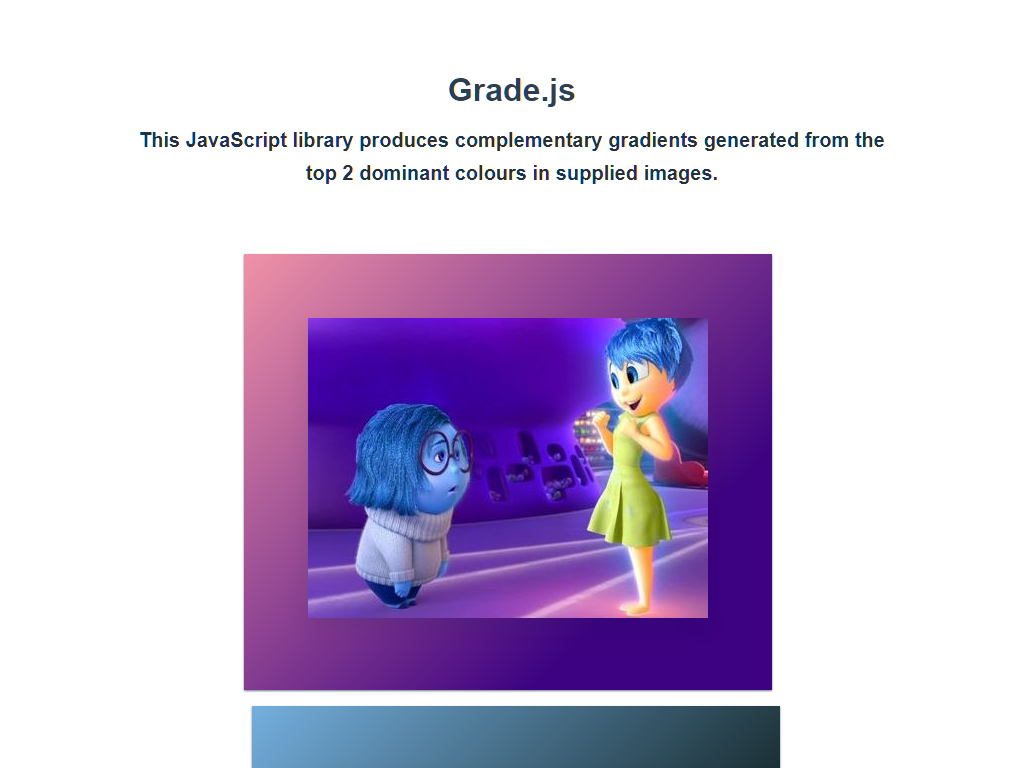 Grade.js
This JavaScript library produces complementary gradients generated from the
top 2 dominant colours in supplied images.